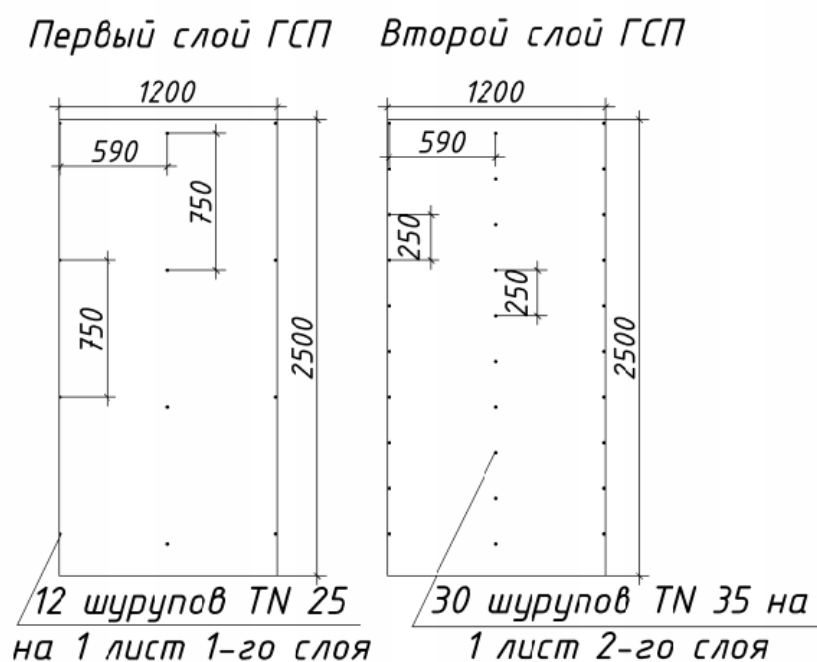 Первый слой ГСП
Второй слой ГСП
1200
1200
590
590
750
250
750
250
2500
2500
12 шурупов TN 25
на 1 лист 1-го слоя
30 шурупов TN 35 на
1 лист 2-го слоя